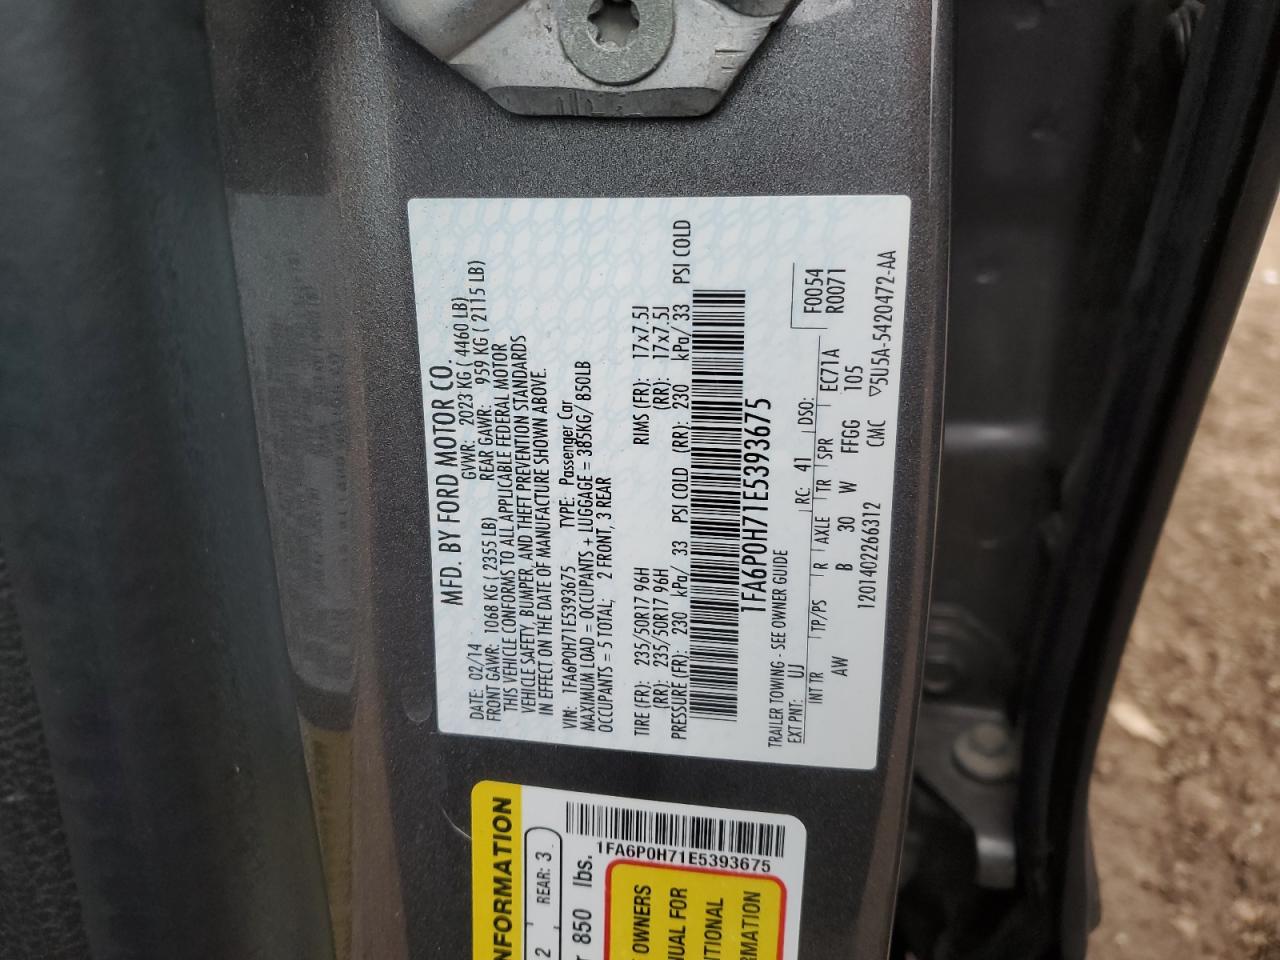 MFD. BY FORD MOTOR CO.
DATE: 02/14 GVWR: 2023 KG ( 4460 LB)
FRONT GAWR: 1068 KG ( 2355 LB) REAR GAWR: 959 KG ( 2115 LB)
THIS VEHICLE CONFORMS TO ALL APPLICABLE FEDERAL MOTOR
VEHICLE SAFETY, BUMPER, AND THEFT PREVENTION STANDARDS
IN EFFECT ON THE DATE OF MANUFACTURE SHOWN ABOVE.
VIN: 1FA6P0H71E5393675 TYPE: Passenger Car
MAXIMUM LOAD = OCCUPANTS + LUGGAGE = 385KG/ 850LB
OCCUPANTS = 5 TOTAL; 2 FRONT, 3 REAR
TIRE (FR): 235/50R17 96H RIMS (FR): 17x7.5J
(RR): 235/50R17 96H (RR): 17x7.5J
PRESSURE (FR): 230 kPa/ 33 PSI COLD (RR): 230 kPa/ 33 PSI COLD
1FA6P0H71E5393675
TRAILER TOWING - SEE OWNER GUIDE
EXT PNT: UJ RC: 41 DSO: F0054
R0071
INT TR TP/PS R AXLE TR SPR EC71A
AW B 30 W FFGG 105
1201402266312 CMC ▽5U5A-5420472-AA
NFORMATION
2 REAR: 3
850 lbs.
1FA6P0H71E5393675
OWNERS
NUAL FOR
TIONAL
RMATION